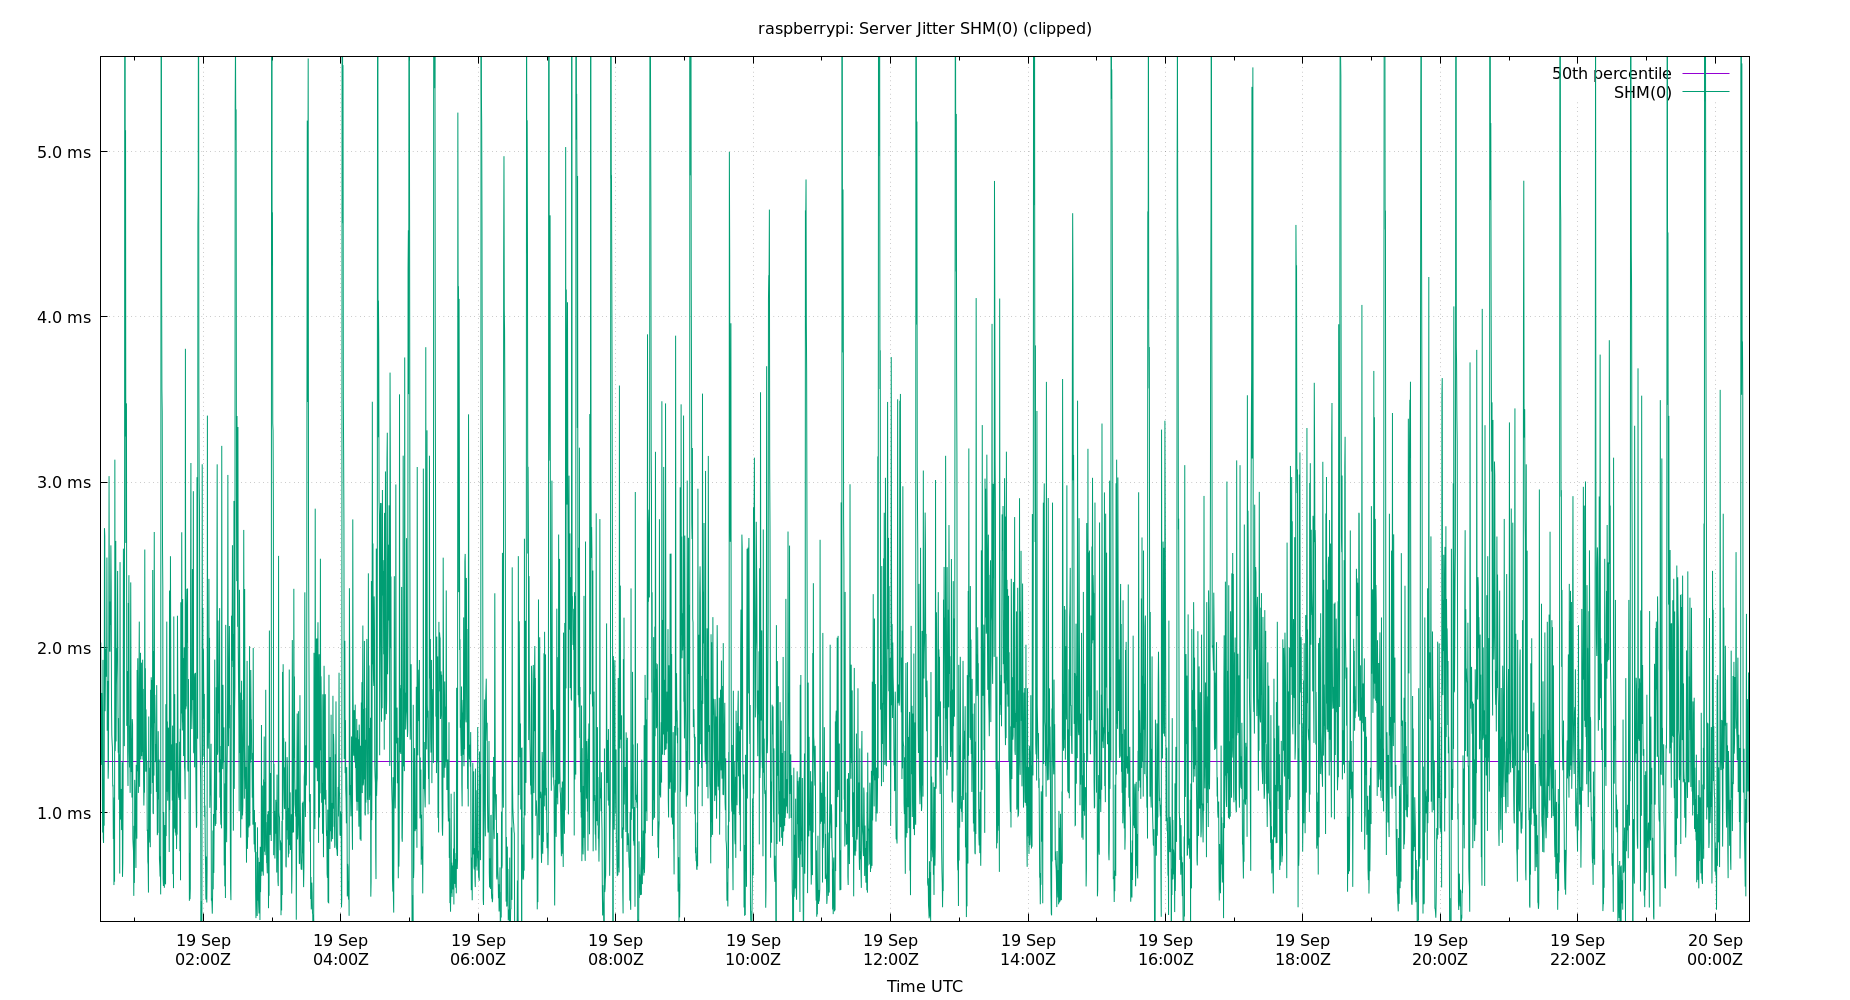 raspberrypi: Server Jitter SHM(0) (clipped)
50th percentile
SHM(0)
5.0 ms
4.0 ms
3.0 ms
2.0 ms
1.0 ms
19 Sep 19 Sep 19 Sep 19 Sep 19 Sep 19 Sep 19 Sep 19 Sep 19 Sep 19 Sep 19 Sep 20 Sep
02:00Z 04:00Z 06:00Z 08:00Z 10:00Z 12:00Z 14:00Z 16:00Z 18:00Z 20:00Z 22:00Z 00:00Z
Time UTC